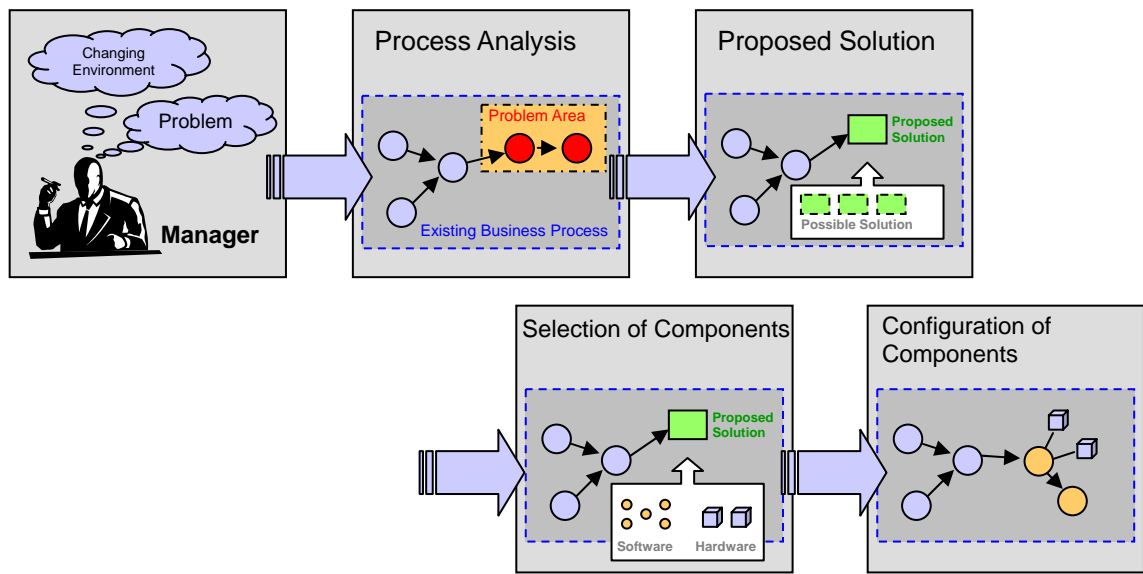 Changing
Environment
Problem
Manager
Process Analysis
Problem Area
Existing Business Process
Proposed Solution
Proposed
Solution
Possible Solution
Selection of Components
Proposed
Solution
Software
Hardware
Configuration of
Components